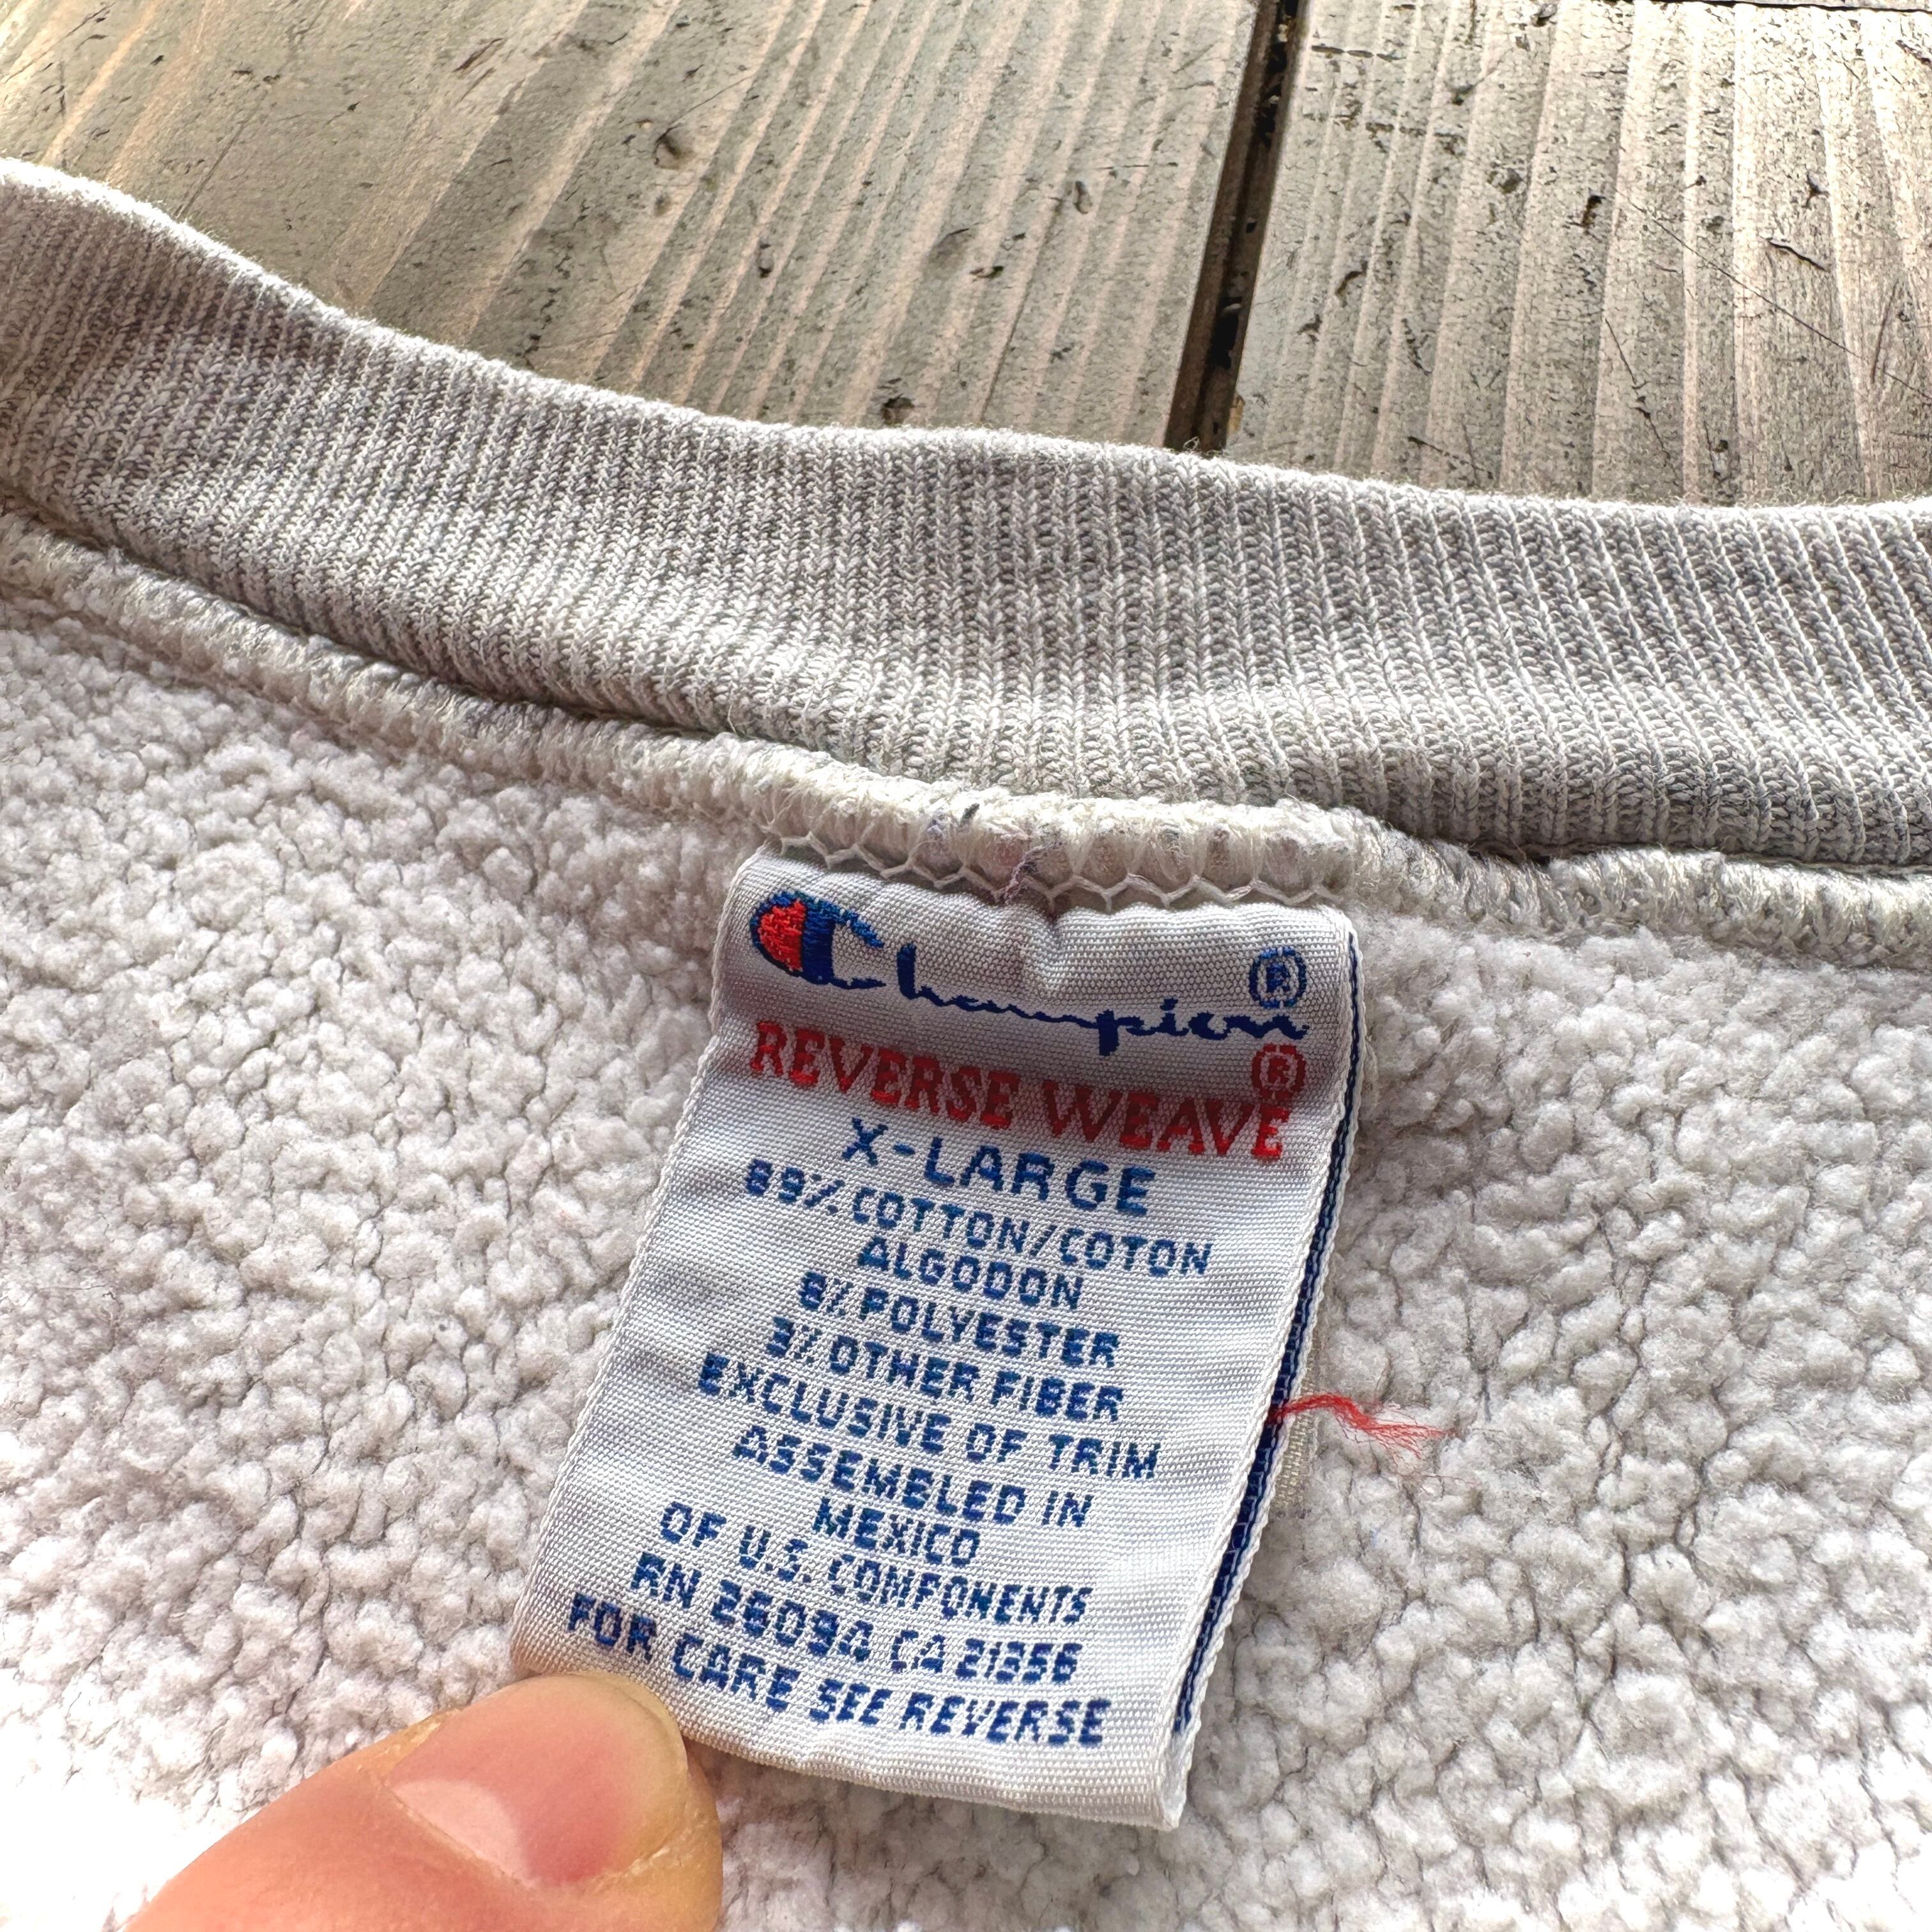 Champion®
REVERSE WEAVE®
X-LARGE
89% COTTON/COTON
ALGODON
8% POLYESTER
3% OTHER FIBER
EXCLUSIVE OF TRIM
ASSEMBLED IN
MEXICO
OF U.S. COMPONENTS
RN 26094 CA 21356
FOR CARE SEE REVERSE